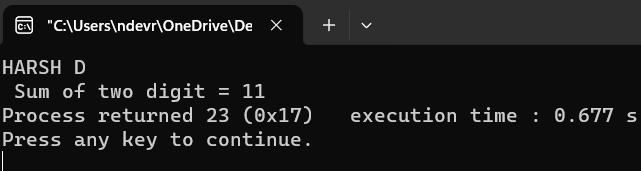 "C:\Users\ndevr\OneDrive\De
HARSH D
Sum of two digit = 11
Process returned 23 (0x17)   execution time : 0.677 s
Press any key to continue.